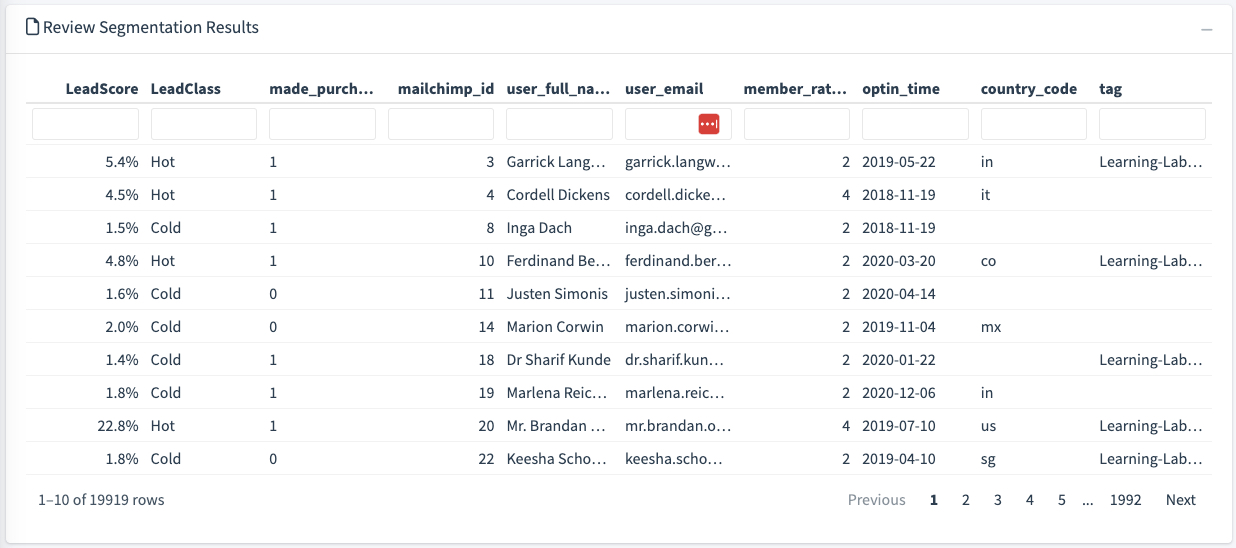 Review Segmentation Results
LeadScore LeadClass made_purch... mailchimp_id user_full_na... user_email member_rat... optin_time country_code tag
5.4% Hot 1 3 Garrick Lang... garrick.langw... 2 2019-05-22 in Learning-Lab...
4.5% Hot 1 4 Cordell Dickens cordell.dicke... 4 2018-11-19 it
1.5% Cold 1 8 Inga Dach inga.dach@g... 2 2018-11-19
4.8% Hot 1 10 Ferdinand Be... ferdinand.ber... 2 2020-03-20 co Learning-Lab...
1.6% Cold 0 11 Justen Simonis justen.simoni... 2 2020-04-14
2.0% Cold 0 14 Marion Corwin marion.corwi... 2 2019-11-04 mx
1.4% Cold 1 18 Dr Sharif Kunde dr.sharif.kun... 2 2020-01-22 Learning-Lab...
1.8% Cold 1 19 Marlena Reic... marlena.reic... 2 2020-12-06 in
22.8% Hot 1 20 Mr. Brandan ... mr.brandan.o... 4 2019-07-10 us Learning-Lab...
1.8% Cold 0 22 Keesha Scho... keesha.scho... 2 2019-04-10 sg Learning-Lab...
1–10 of 19919 rows Previous 1 2 3 4 5 ... 1992 Next